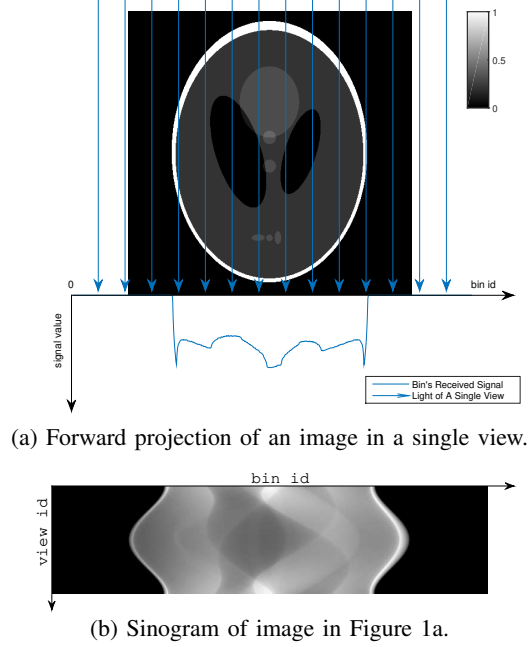 1
0.5
0
0
bin id
signal value
Bin's Received Signal
Light of A Single View
(a) Forward projection of an image in a single view.
bin id
view id
(b) Sinogram of image in Figure 1a.